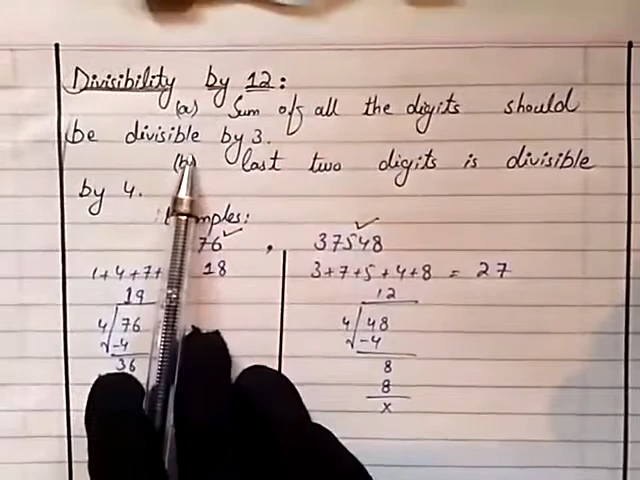 Divisibility by 12:
(a) Sum of all the digits should
be divisible by 3.
(b) last two digits is divisible
by 4.
76 , 37548
1+4+7+ 18 3+7+5+4+8 = 27
19 12
4 76 4 48
-4 -4
36 8
8
x